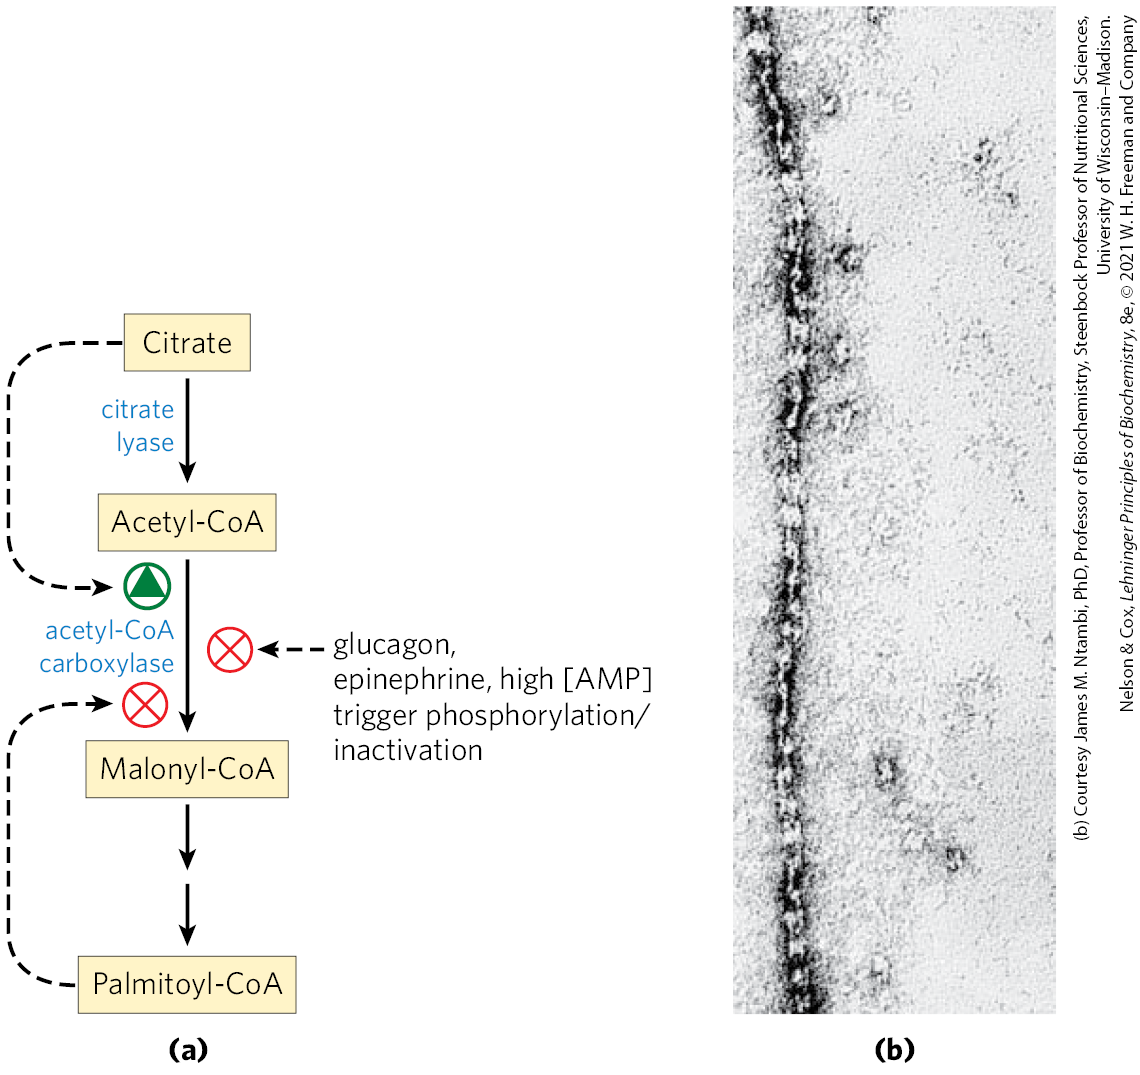 Citrate
citrate
lyase
Acetyl-CoA
acetyl-CoA
carboxylase
glucagon,
epinephrine, high [AMP]
trigger phosphorylation/
inactivation
Malonyl-CoA
Palmitoyl-CoA
(a)
(b)
(b) Courtesy James M. Ntambi, PhD, Professor of Biochemistry, Steenbock Professor of Nutritional Sciences,
University of Wisconsin–Madison.
Nelson & Cox, Lehninger Principles of Biochemistry, 8e, © 2021 W. H. Freeman and Company